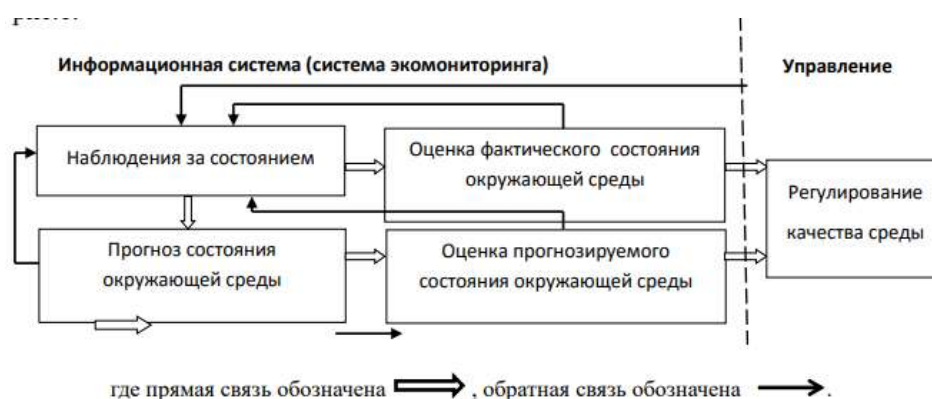 Информационная система (система экомониторинга)
Управление
Наблюдения за состоянием
Оценка фактического состояния
окружающей среды
Регулирование
качества среды
Прогноз состояния
окружающей среды
Оценка прогнозируемого
состояния окружающей среды
где прямая связь обозначена , обратная связь обозначена .